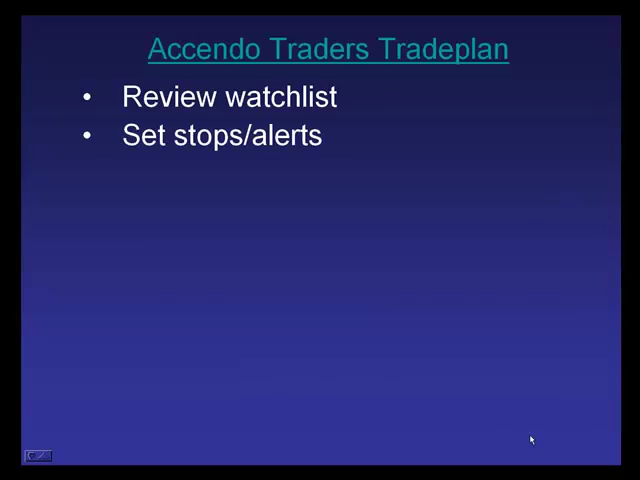 Accendo Traders Tradeplan
• Review watchlist
• Set stops/alerts